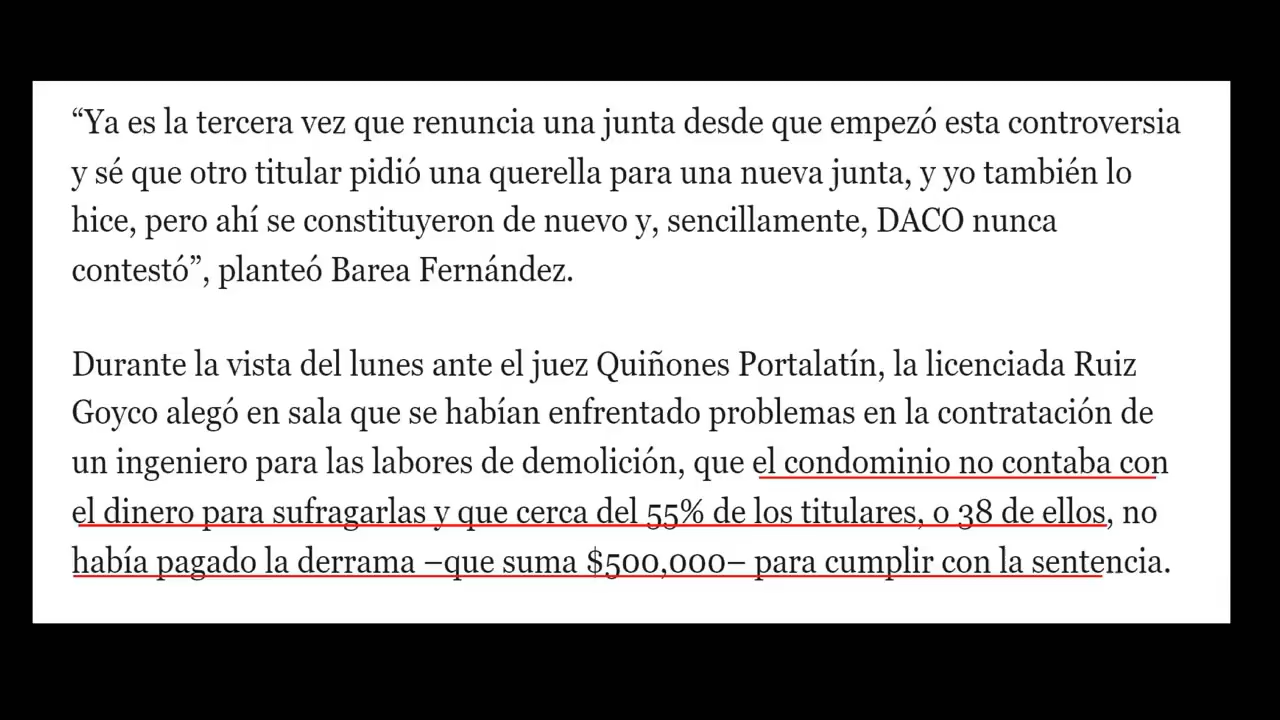 “Ya es la tercera vez que renuncia una junta desde que empezó esta controversia
y sé que otro titular pidió una querella para una nueva junta, y yo también lo
hice, pero ahí se constituyeron de nuevo y, sencillamente, DACO nunca
contestó”, planteó Barea Fernández.
Durante la vista del lunes ante el juez Quiñones Portalatín, la licenciada Ruiz
Goyco alegó en sala que se habían enfrentado problemas en la contratación de
un ingeniero para las labores de demolición, que el condominio no contaba con
el dinero para sufragarlas y que cerca del 55% de los titulares, o 38 de ellos, no
había pagado la derrama –que suma $500,000– para cumplir con la sentencia.